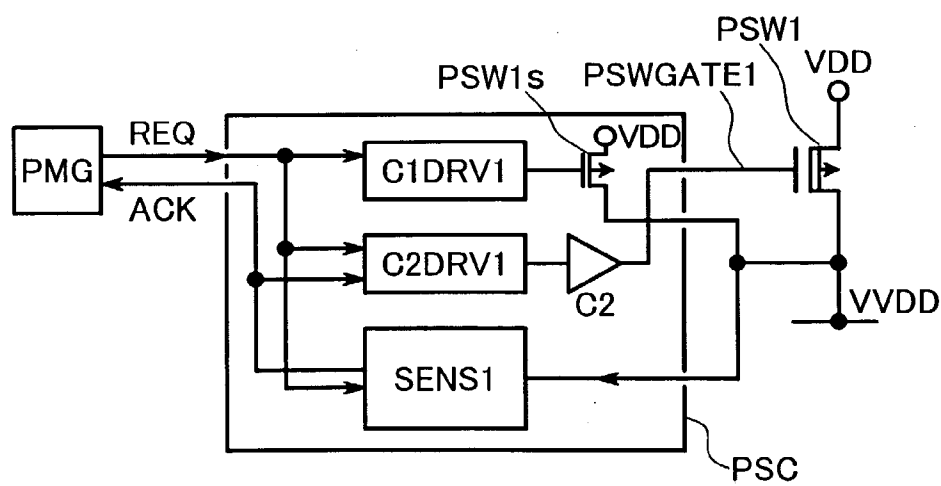 PSW1
PSW1s
PSWGATE1
VDD
REQ
VDD
PMG
C1DRV1
ACK
C2DRV1
C2
VVDD
SENS1
PSC